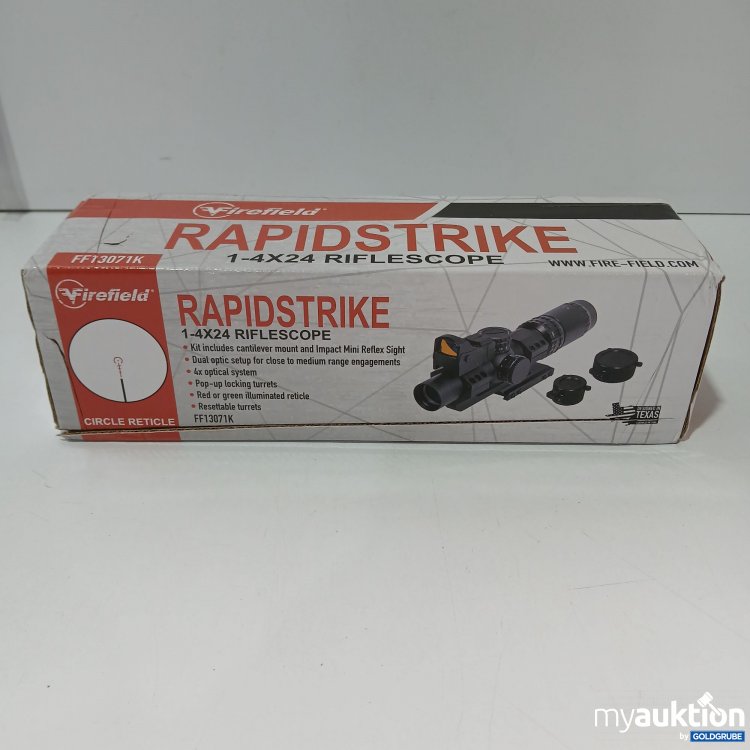 Firefield
RAPIDSTRIKE
FF13071K
1-4X24 RIFLESCOPE
WWW.FIRE-FIELD.COM
Firefield
RAPIDSTRIKE
1-4X24 RIFLESCOPE
• Kit includes cantilever mount and Impact Mini Reflex Sight
• Dual optic setup for close to medium range engagements
• 4x optical system
• Pop-up locking turrets
• Red or green illuminated reticle
• Resettable turrets
FF13071K
CIRCLE RETICLE
TEXAS
myauktion
by GOLDGRUBE